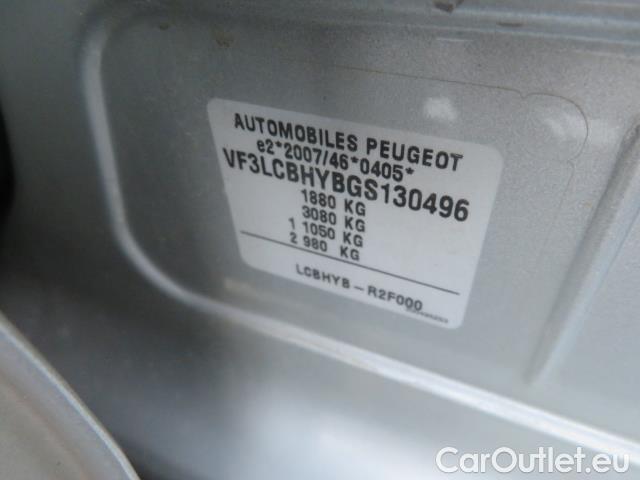 AUTOMOBILES PEUGEOT
e2*2007/46*0405*
VF3LCBHYBGS130496
1880 KG
3080 KG
1 1050 KG
2 980 KG
LCBHYB-R2F000
CarOutlet.eu